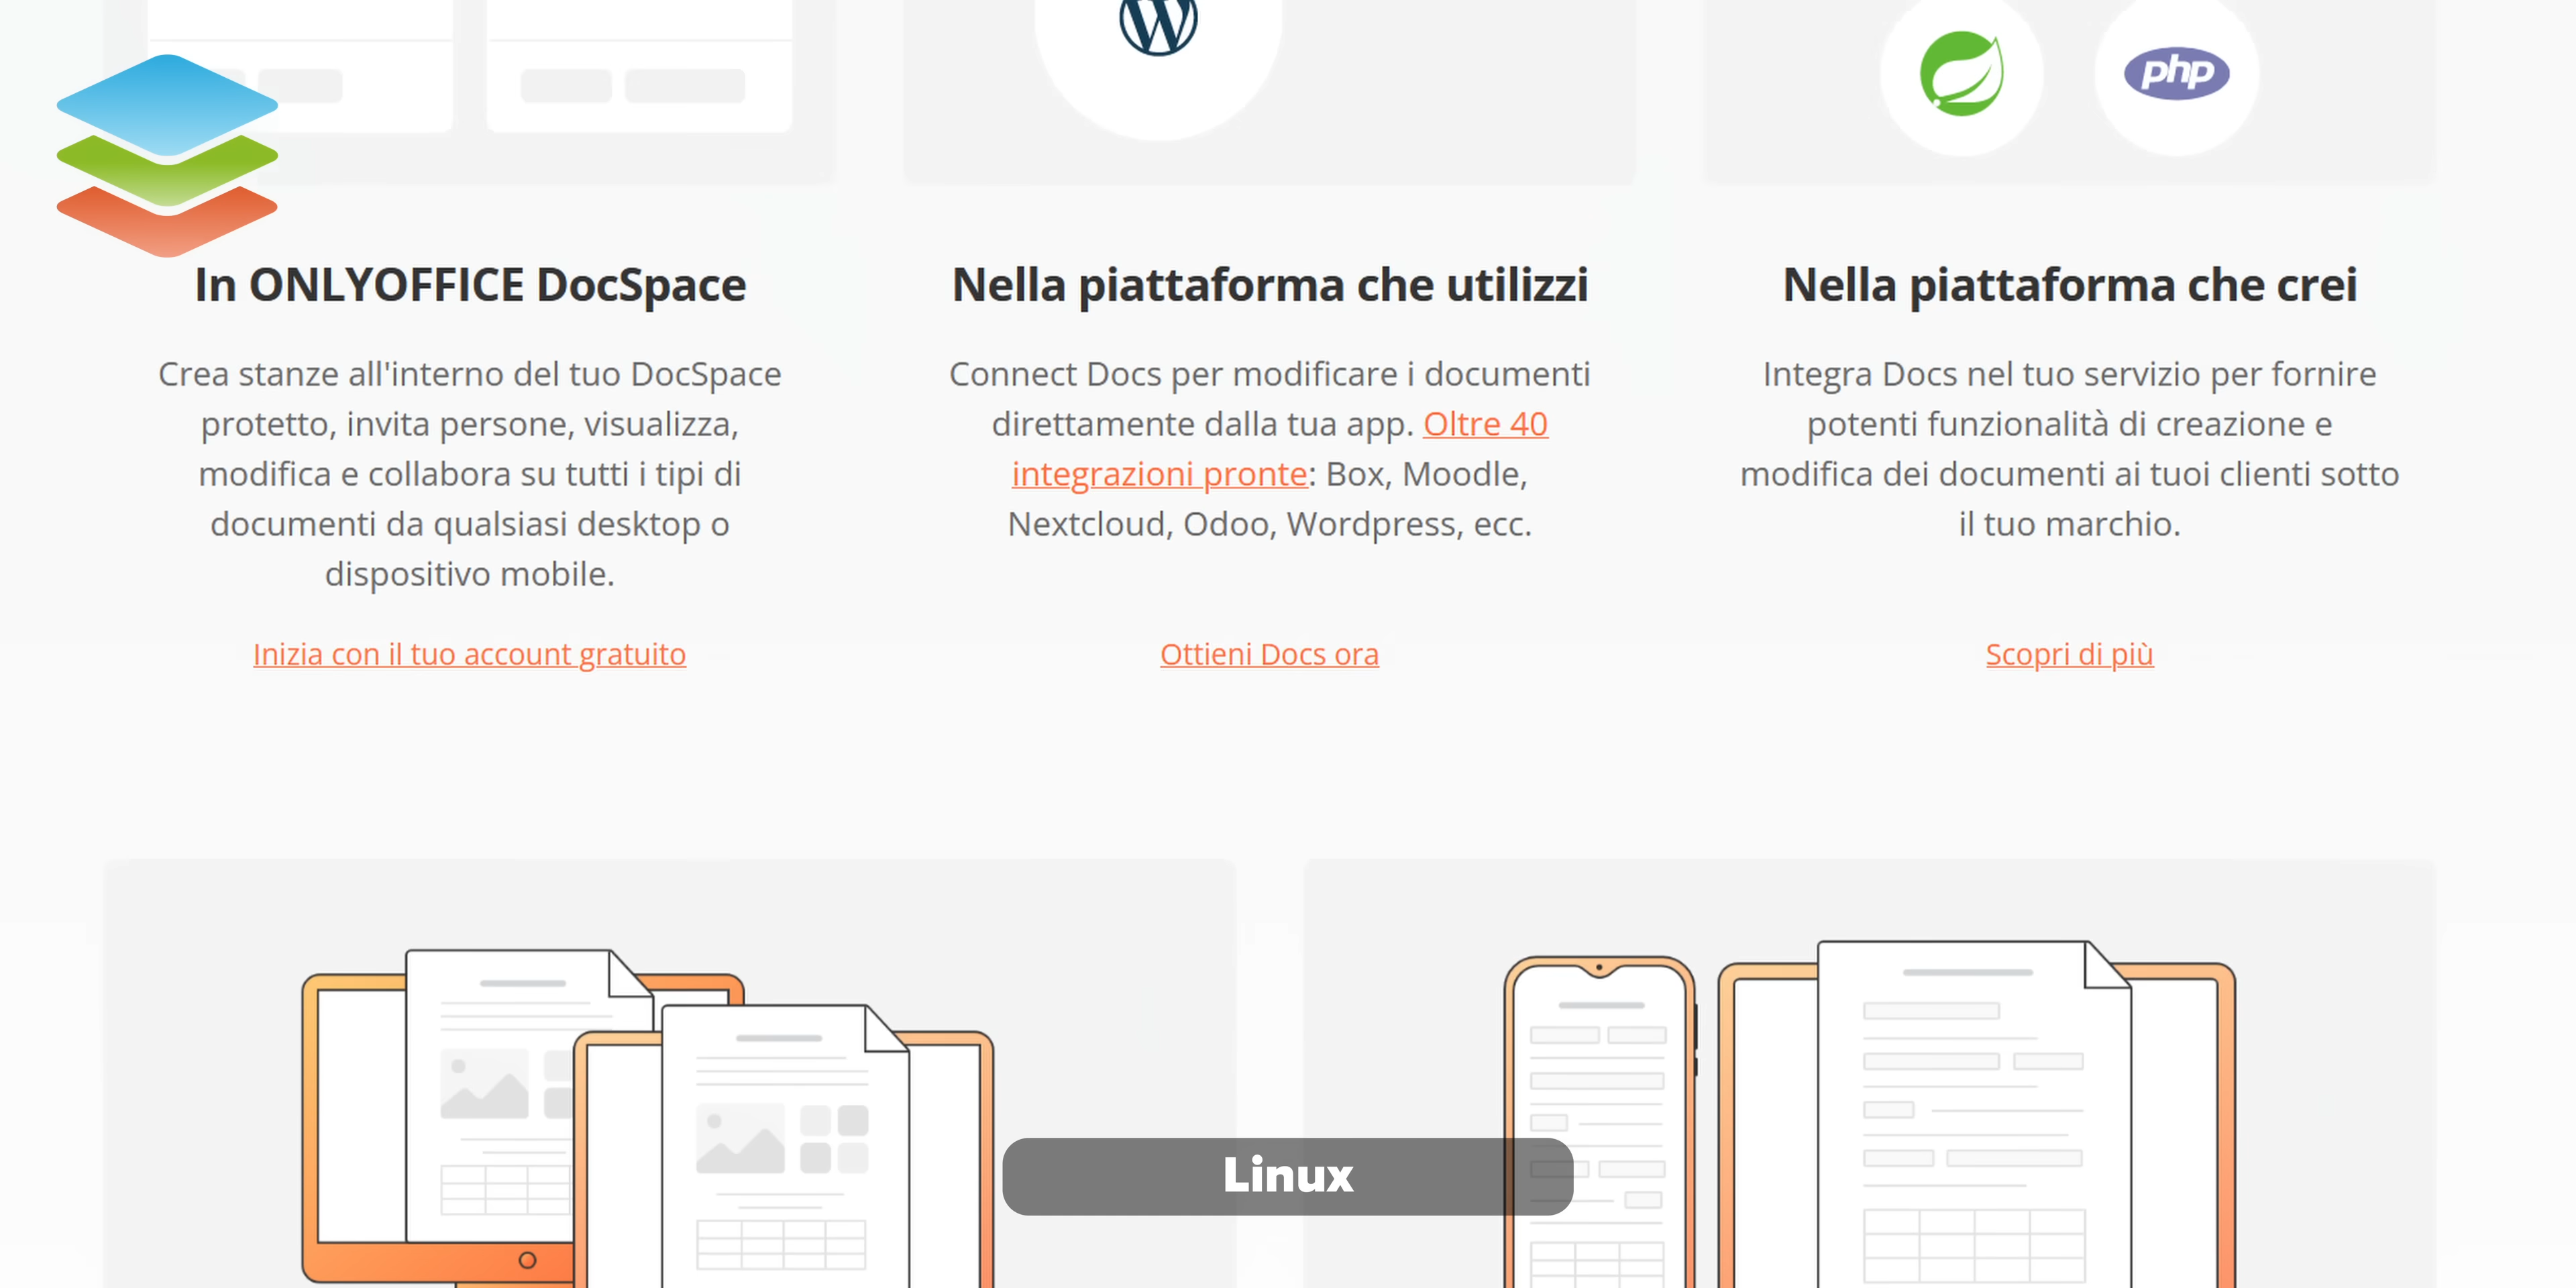 php
In ONLYOFFICE DocSpace
Crea stanze all'interno del tuo DocSpace
protetto, invita persone, visualizza,
modifica e collabora su tutti i tipi di
documenti da qualsiasi desktop o
dispositivo mobile.
Inizia con il tuo account gratuito
Nella piattaforma che utilizzi
Connect Docs per modificare i documenti
direttamente dalla tua app. Oltre 40
integrazioni pronte: Box, Moodle,
Nextcloud, Odoo, Wordpress, ecc.
Ottieni Docs ora
Nella piattaforma che crei
Integra Docs nel tuo servizio per fornire
potenti funzionalità di creazione e
modifica dei documenti ai tuoi clienti sotto
il tuo marchio.
Scopri di più
Linux